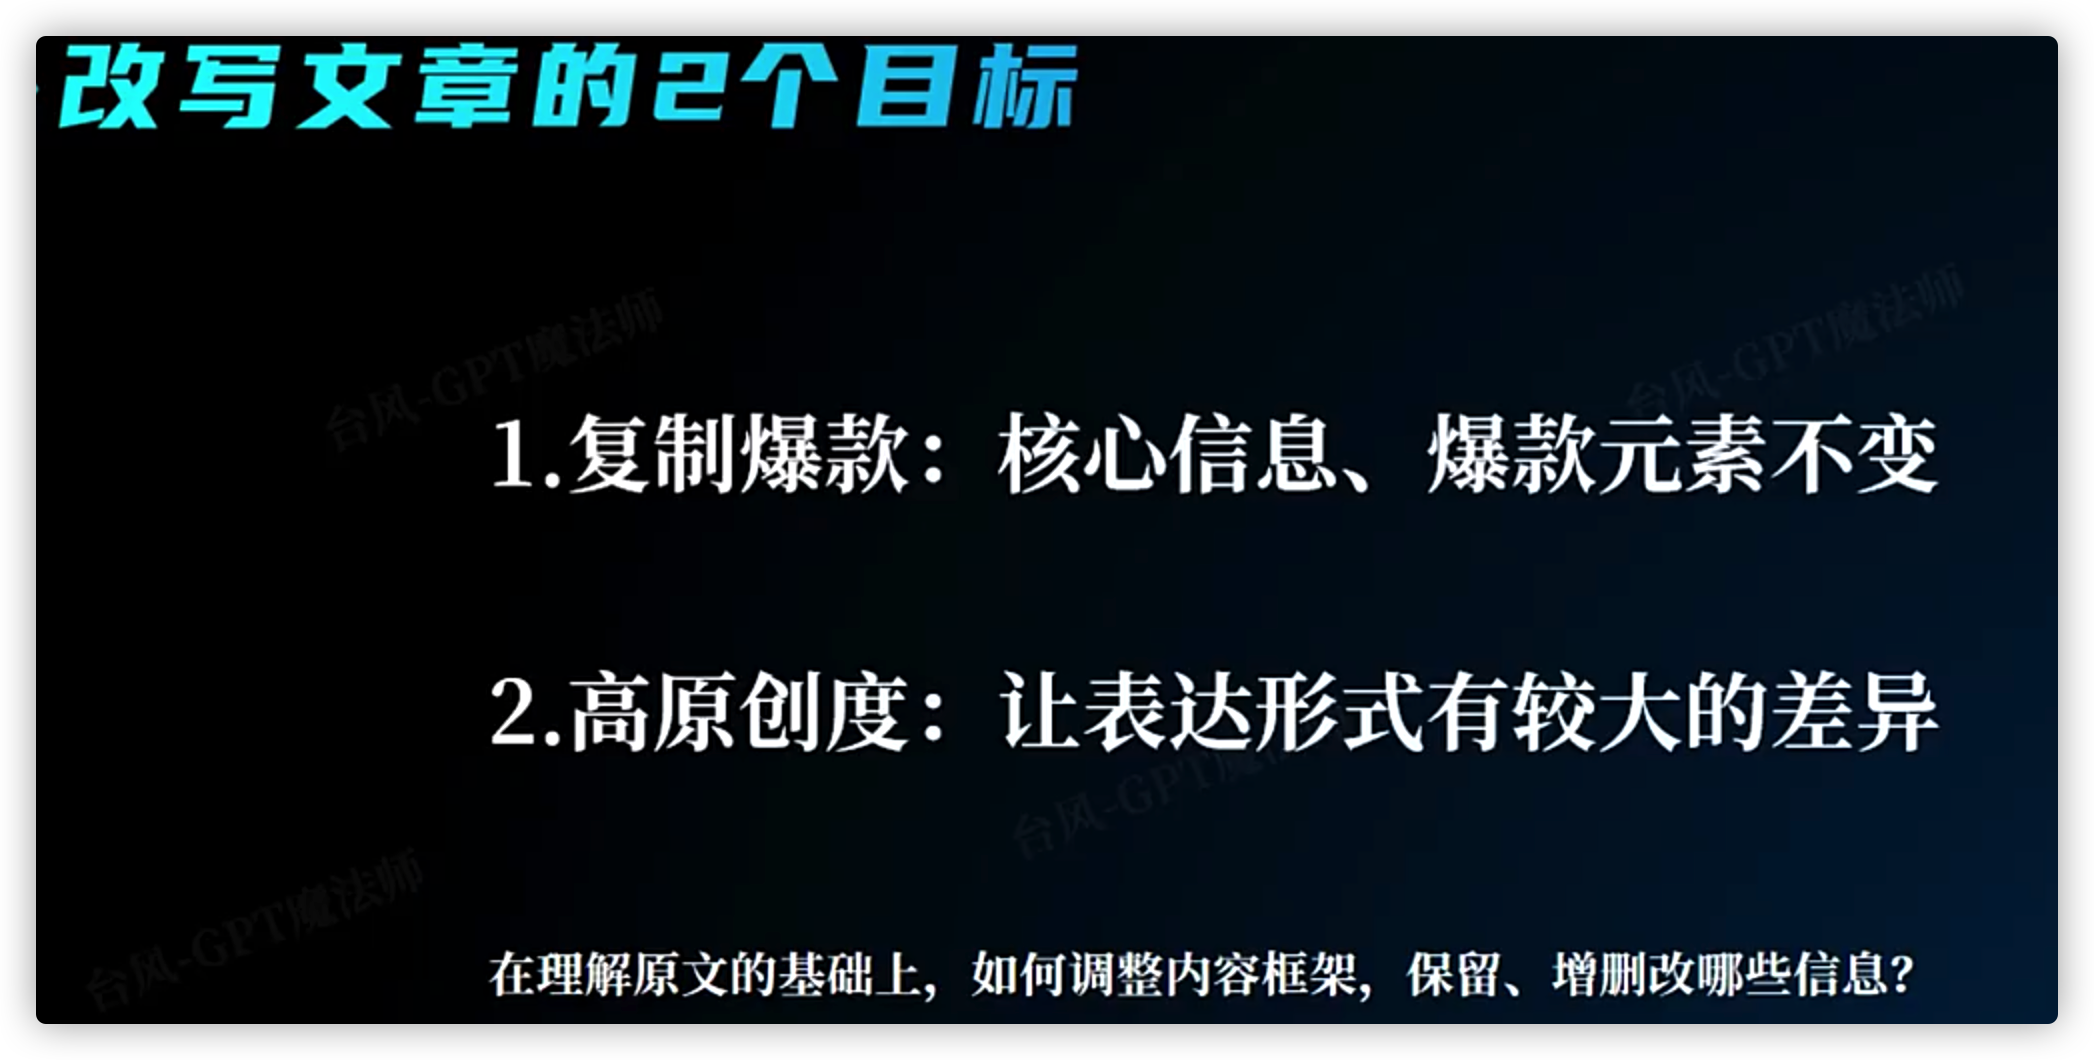 改写文章的2个目标
台风-GPT魔法师
台风-GPT魔法师
1.复制爆款：核心信息、爆款元素不变
2.高原创度：让表达形式有较大的差异
台风-GPT魔法
台风-GPT魔法师
在理解原文的基础上，如何调整内容框架，保留、增删改哪些信息？